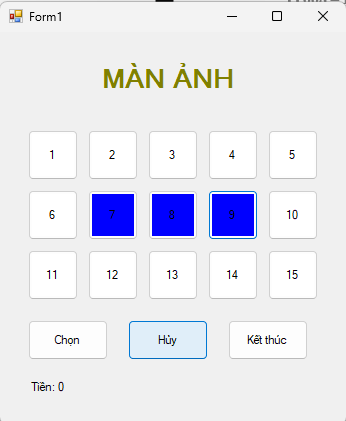 Form1
MÀN ẢNH
1 2 3 4 5
6 7 8 9 10
11 12 13 14 15
Chọn Hủy Kết thúc
Tiền: 0